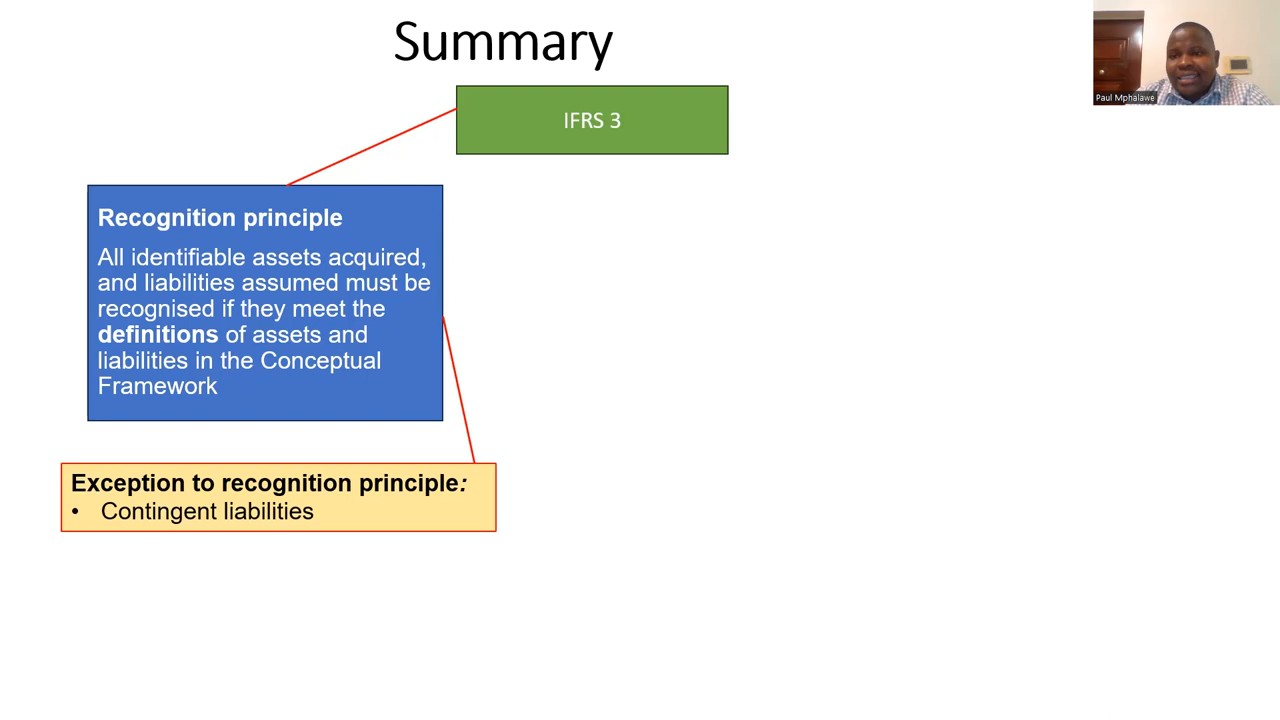 Summary
IFRS 3
Paul Mphalawe
Recognition principle
All identifiable assets acquired,
and liabilities assumed must be
recognised if they meet the
definitions of assets and
liabilities in the Conceptual
Framework
Exception to recognition principle:
• Contingent liabilities